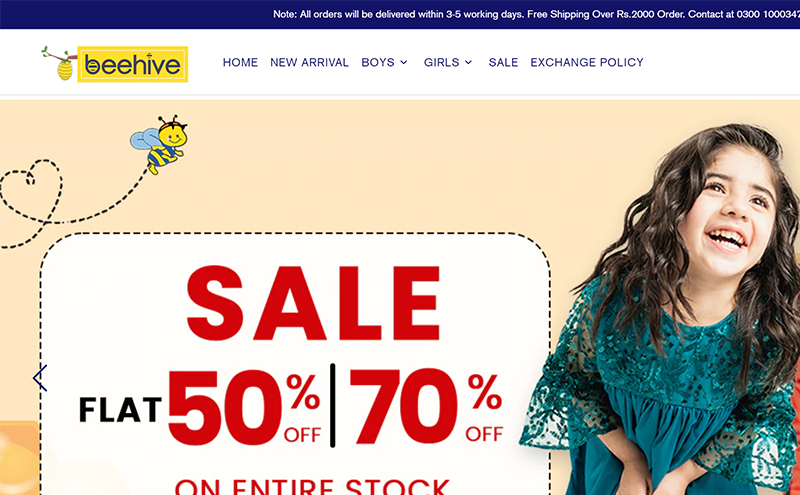 Note: All orders will be delivered within 3-5 working days. Free Shipping Over Rs.2000 Order. Contact at 0300 1000347
beehive
HOME NEW ARRIVAL BOYS GIRLS SALE EXCHANGE POLICY
SALE
FLAT 50% OFF | 70% OFF
ON ENTIRE STOCK